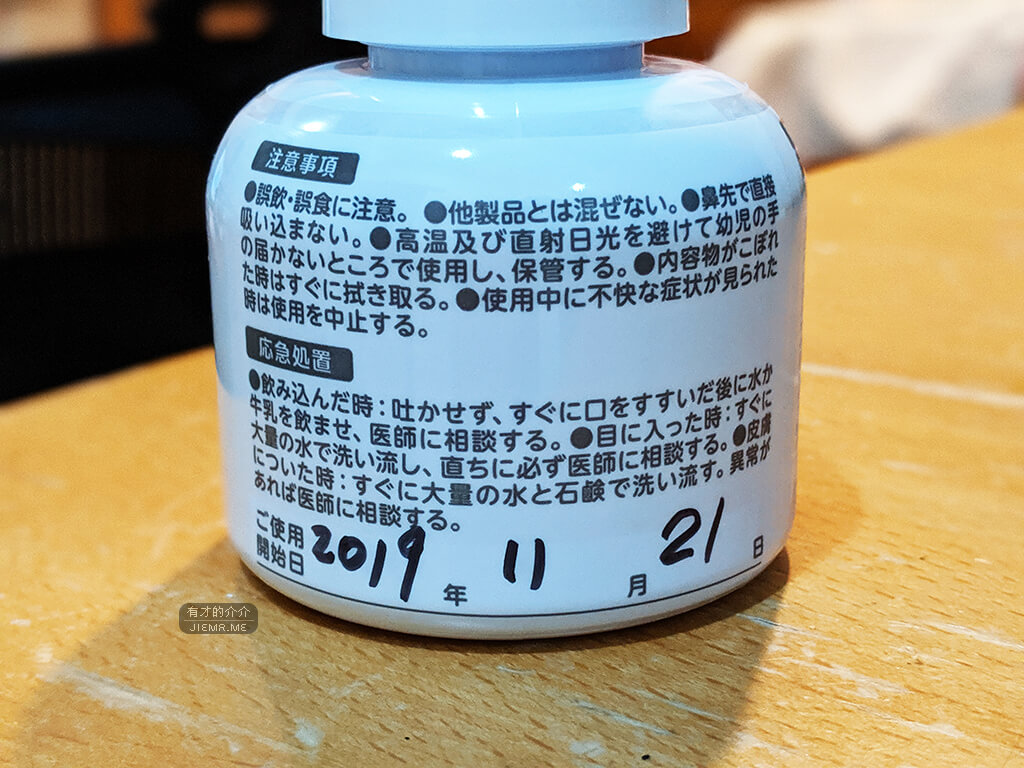 注意事項
●誤飲・誤食に注意。●他製品とは混ぜない。●鼻先で直接
吸い込まない。●高温及び直射日光を避けて幼児の手
の届かないところで使用し、保管する。●内容物がこぼれ
た時はすぐに拭き取る。●使用中に不快な症状が見られた
時は使用を中止する。
応急処置
●飲み込んだ時：吐かせず、すぐに口をすすいだ後に水か
牛乳を飲ませ、医師に相談する。●目に入った時：すぐに
大量の水で洗い流し、直ちに必ず医師に相談する。●皮膚
についた時：すぐに大量の水と石鹸で洗い流す。異常が
あれば医師に相談する。
ご使用
開始日 2019年 11月 21日
有才的介介
JIEMR.ME